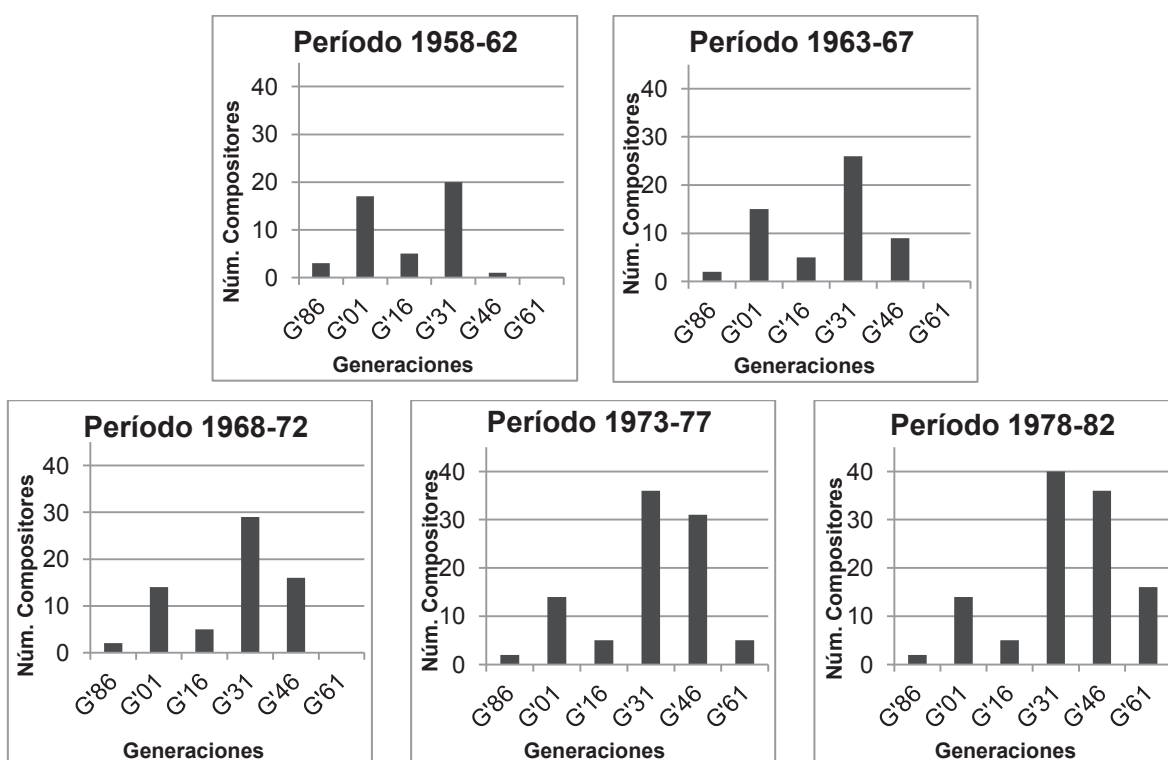 Período 1958-62
Núm. Compositores
40
30
20
10
0
G'86 G'01 G'16 G'31 G'46 G'61
Generaciones
Período 1963-67
Núm. Compositores
40
30
20
10
0
G'86 G'01 G'16 G'31 G'46 G'61
Generaciones
Período 1968-72
Núm. Compositores
40
30
20
10
0
G'86 G'01 G'16 G'31 G'46 G'61
Generaciones
Período 1973-77
Núm. Compositores
40
30
20
10
0
G'86 G'01 G'16 G'31 G'46 G'61
Generaciones
Período 1978-82
Núm. Compositores
40
30
20
10
0
G'86 G'01 G'16 G'31 G'46 G'61
Generaciones